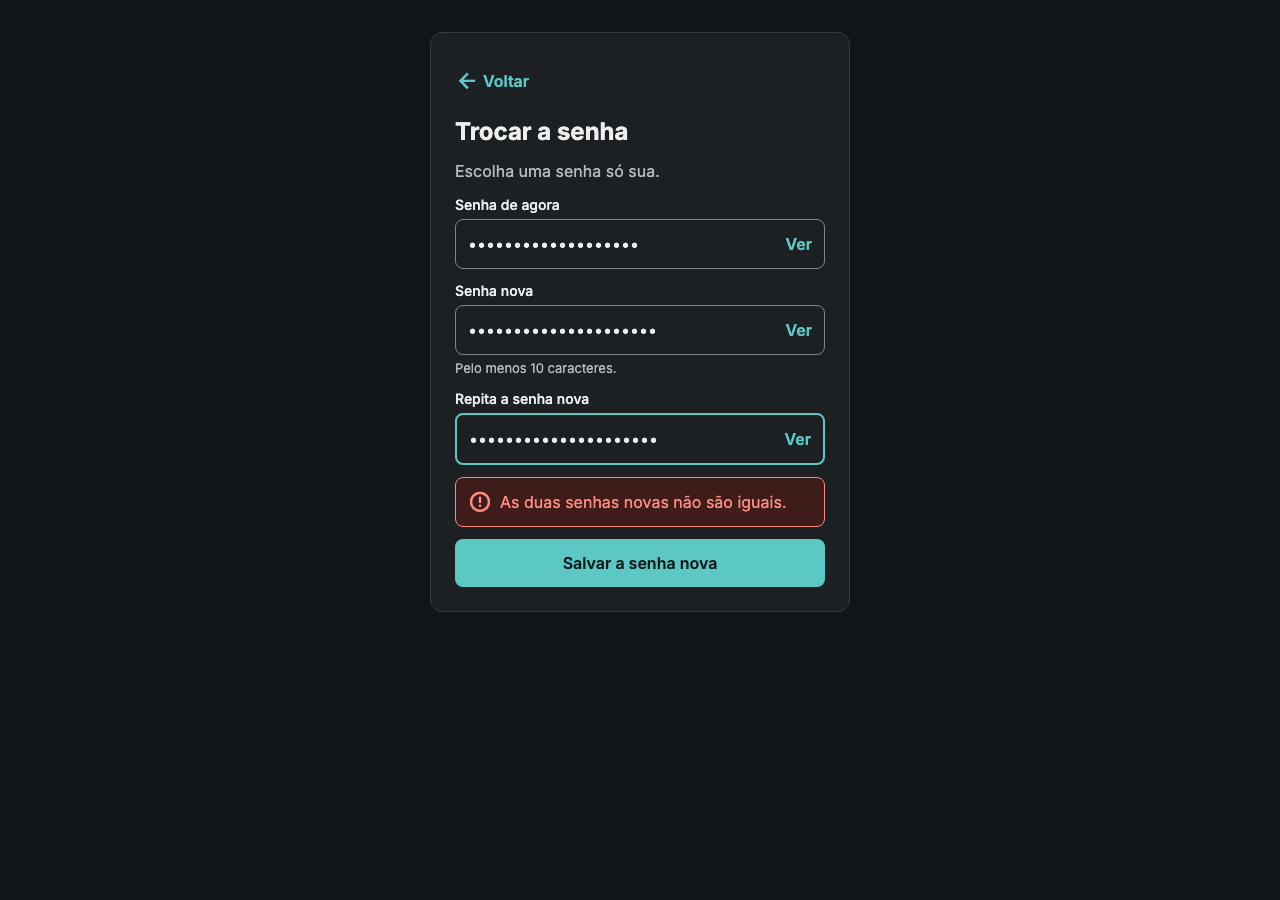 Voltar
Trocar a senha
Escolha uma senha só sua.
Senha de agora
••••••••••••••••••• Ver
Senha nova
••••••••••••••••••••• Ver
Pelo menos 10 caracteres.
Repita a senha nova
••••••••••••••••••••• Ver
As duas senhas novas não são iguais.
Salvar a senha nova